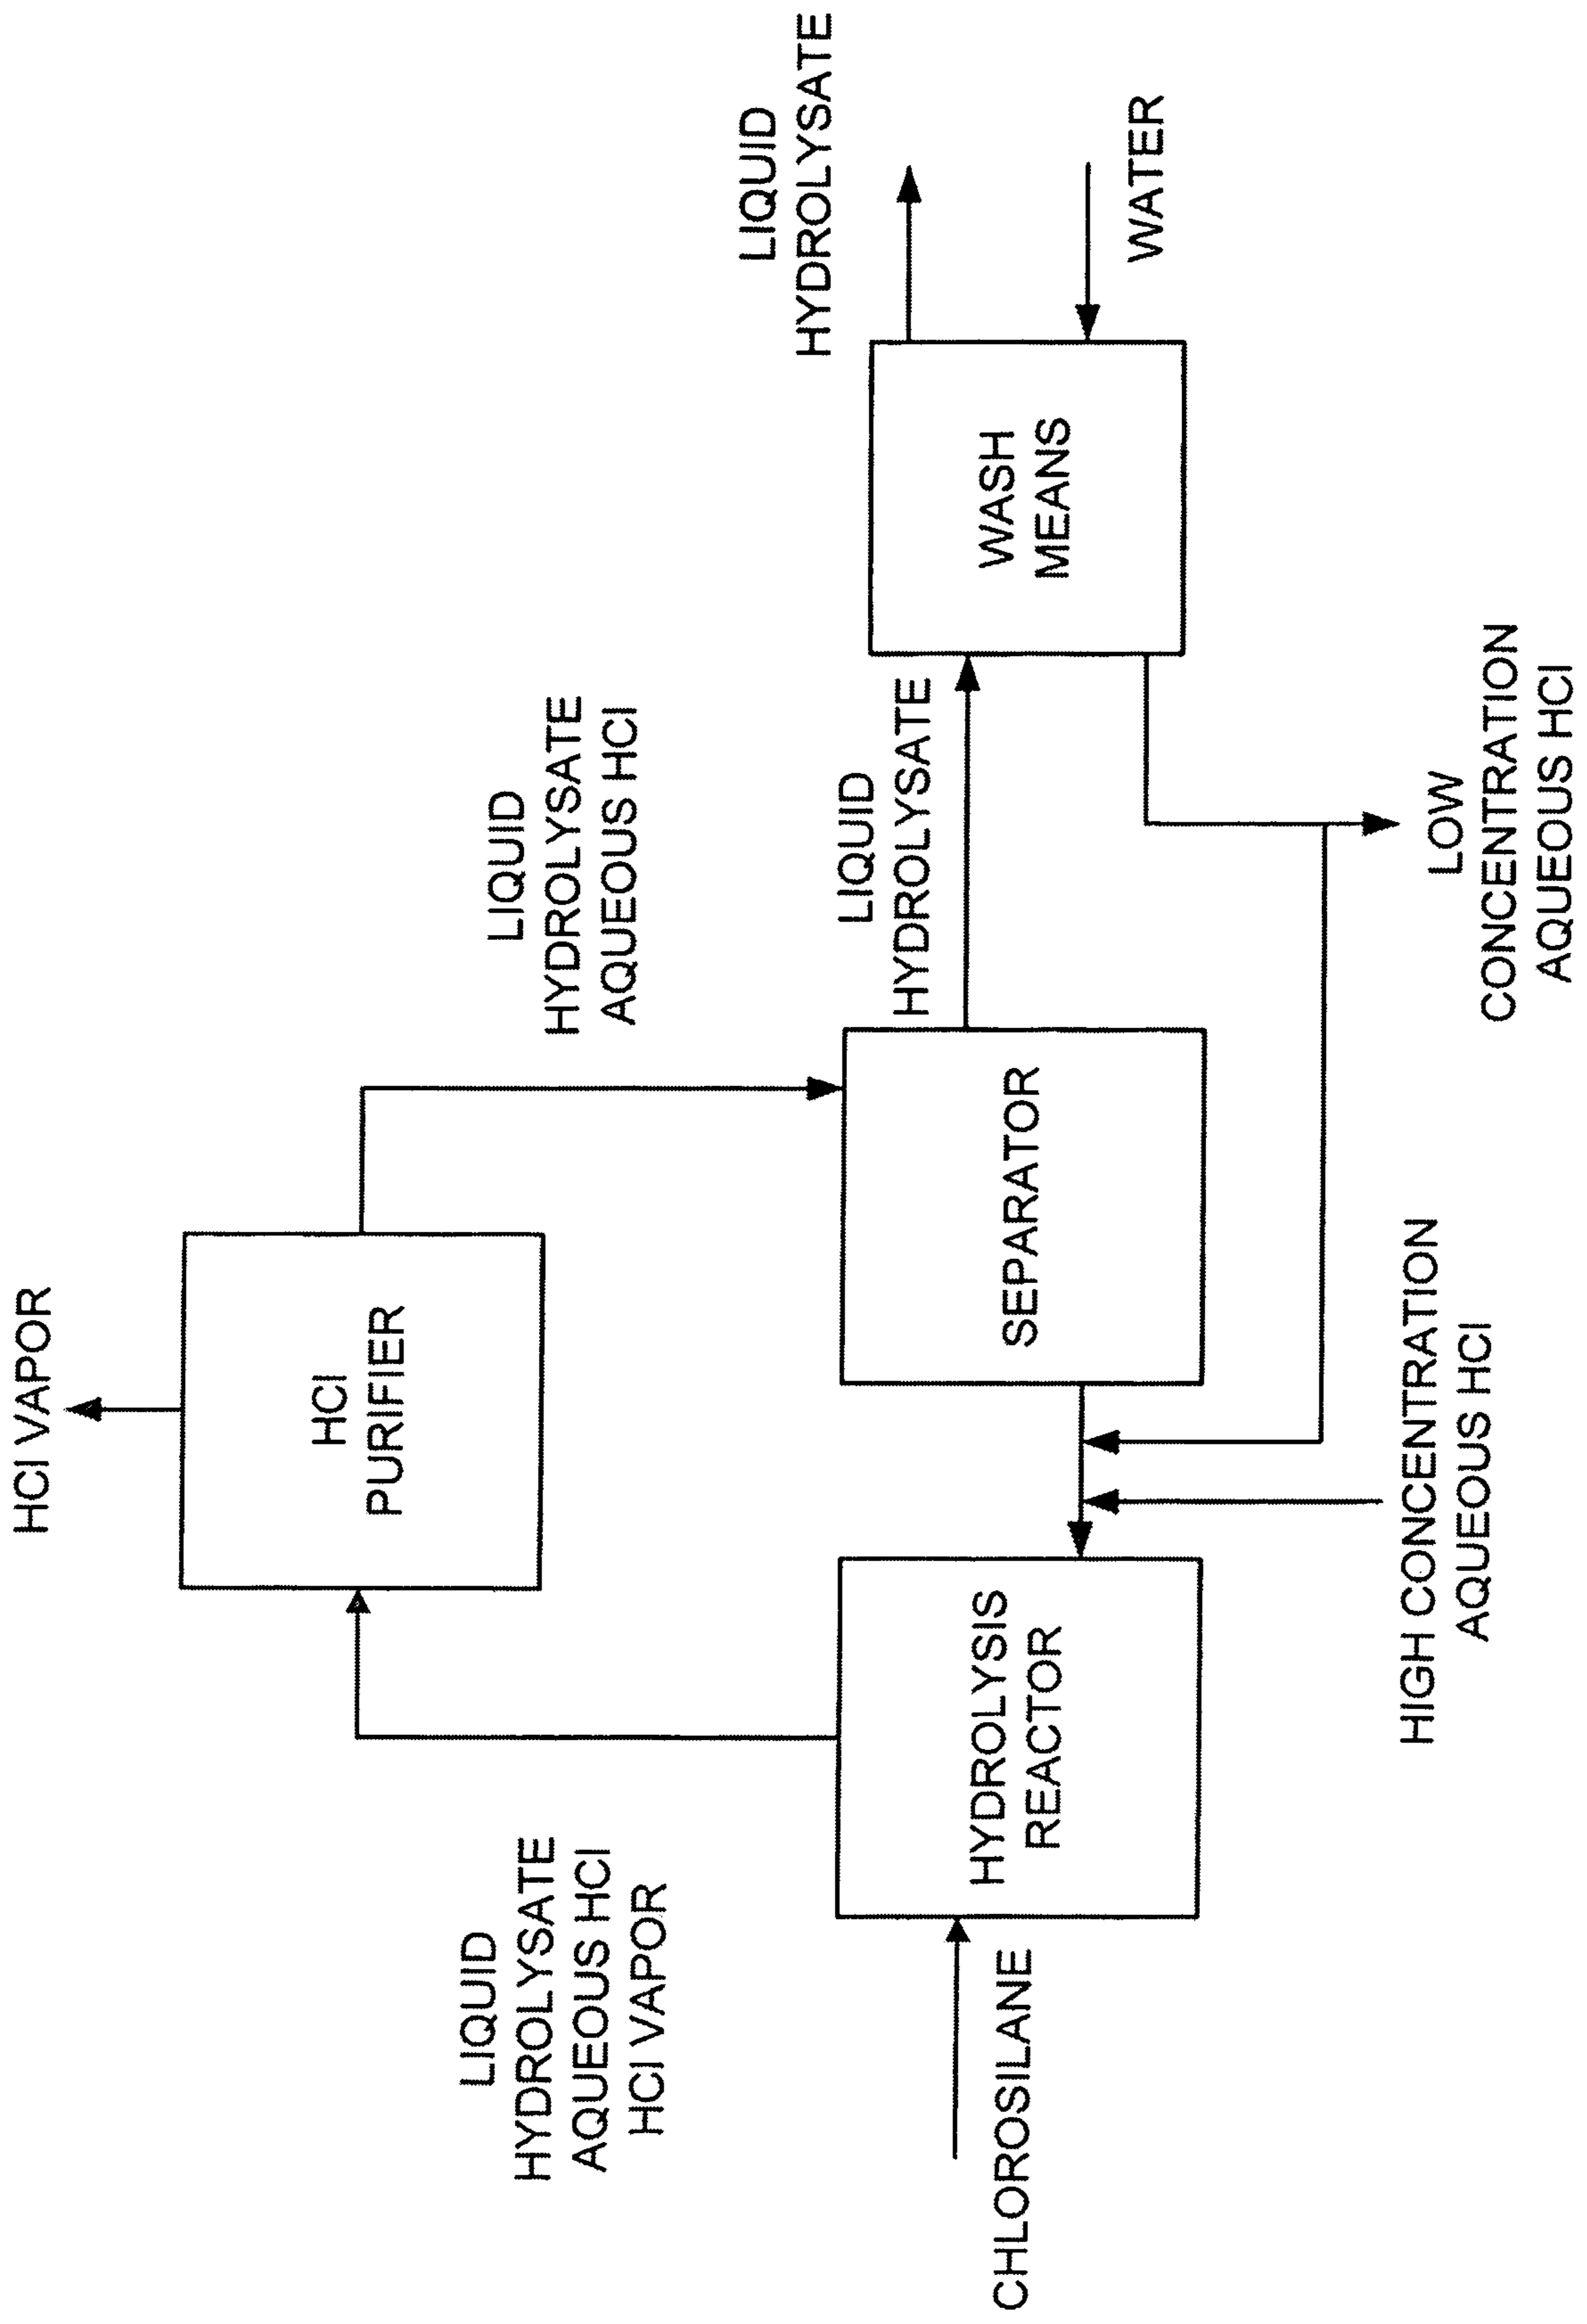 HCl VAPOR
HCl
PURIFIER
LIQUID
HYDROLYSATE
AQUEOUS HCl
HCl VAPOR
LIQUID
HYDROLYSATE
AQUEOUS HCl
CHLOROSILANE
HYDROLYSIS
REACTOR
SEPARATOR
LIQUID
HYDROLYSATE
WASH
MEANS
LIQUID
HYDROLYSATE
WATER
HIGH CONCENTRATION
AQUEOUS HCl
LOW
CONCENTRATION
AQUEOUS HCl